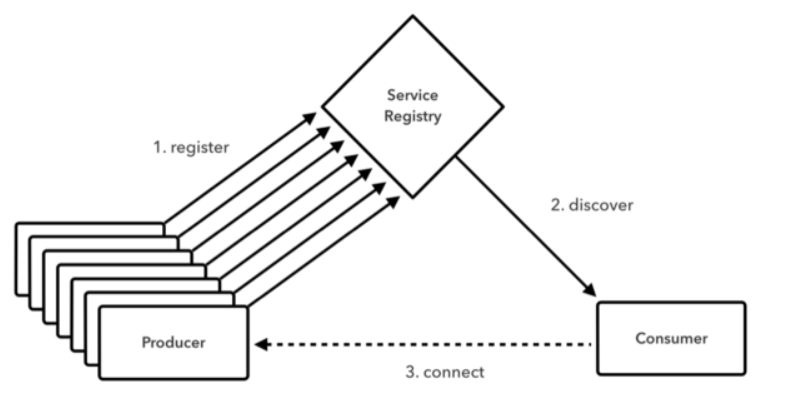 Service
Registry
1. register
2. discover
Producer
Consumer
3. connect